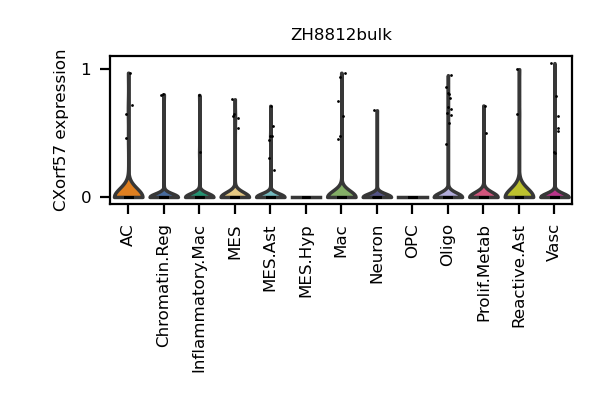 ZH8812bulk
CXorf57 expression
1
0
AC
Chromatin.Reg
Inflammatory.Mac
MES
MES.Ast
MES.Hyp
Mac
Neuron
OPC
Oligo
Prolif.Metab
Reactive.Ast
Vasc